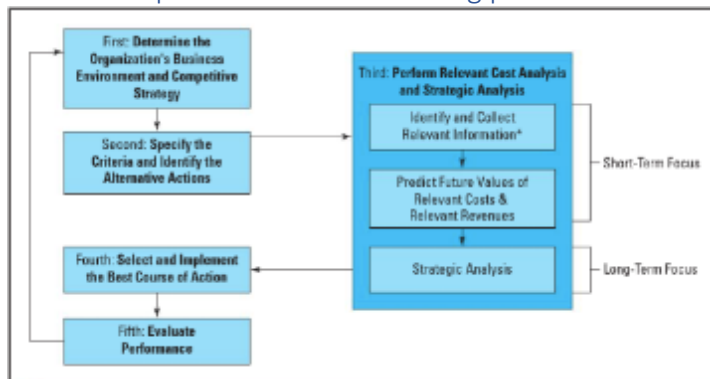 First: Determine the
Organization's Business
Environment and Competitive
Strategy
Second: Specify the
Criteria and Identify the
Alternative Actions
Third: Perform Relevant Cost Analysis
and Strategic Analysis
Identify and Collect
Relevant Information*
Predict Future Values of
Relevant Costs &
Relevant Revenues
Strategic Analysis
Short-Term Focus
Long-Term Focus
Fourth: Select and Implement
the Best Course of Action
Fifth: Evaluate
Performance